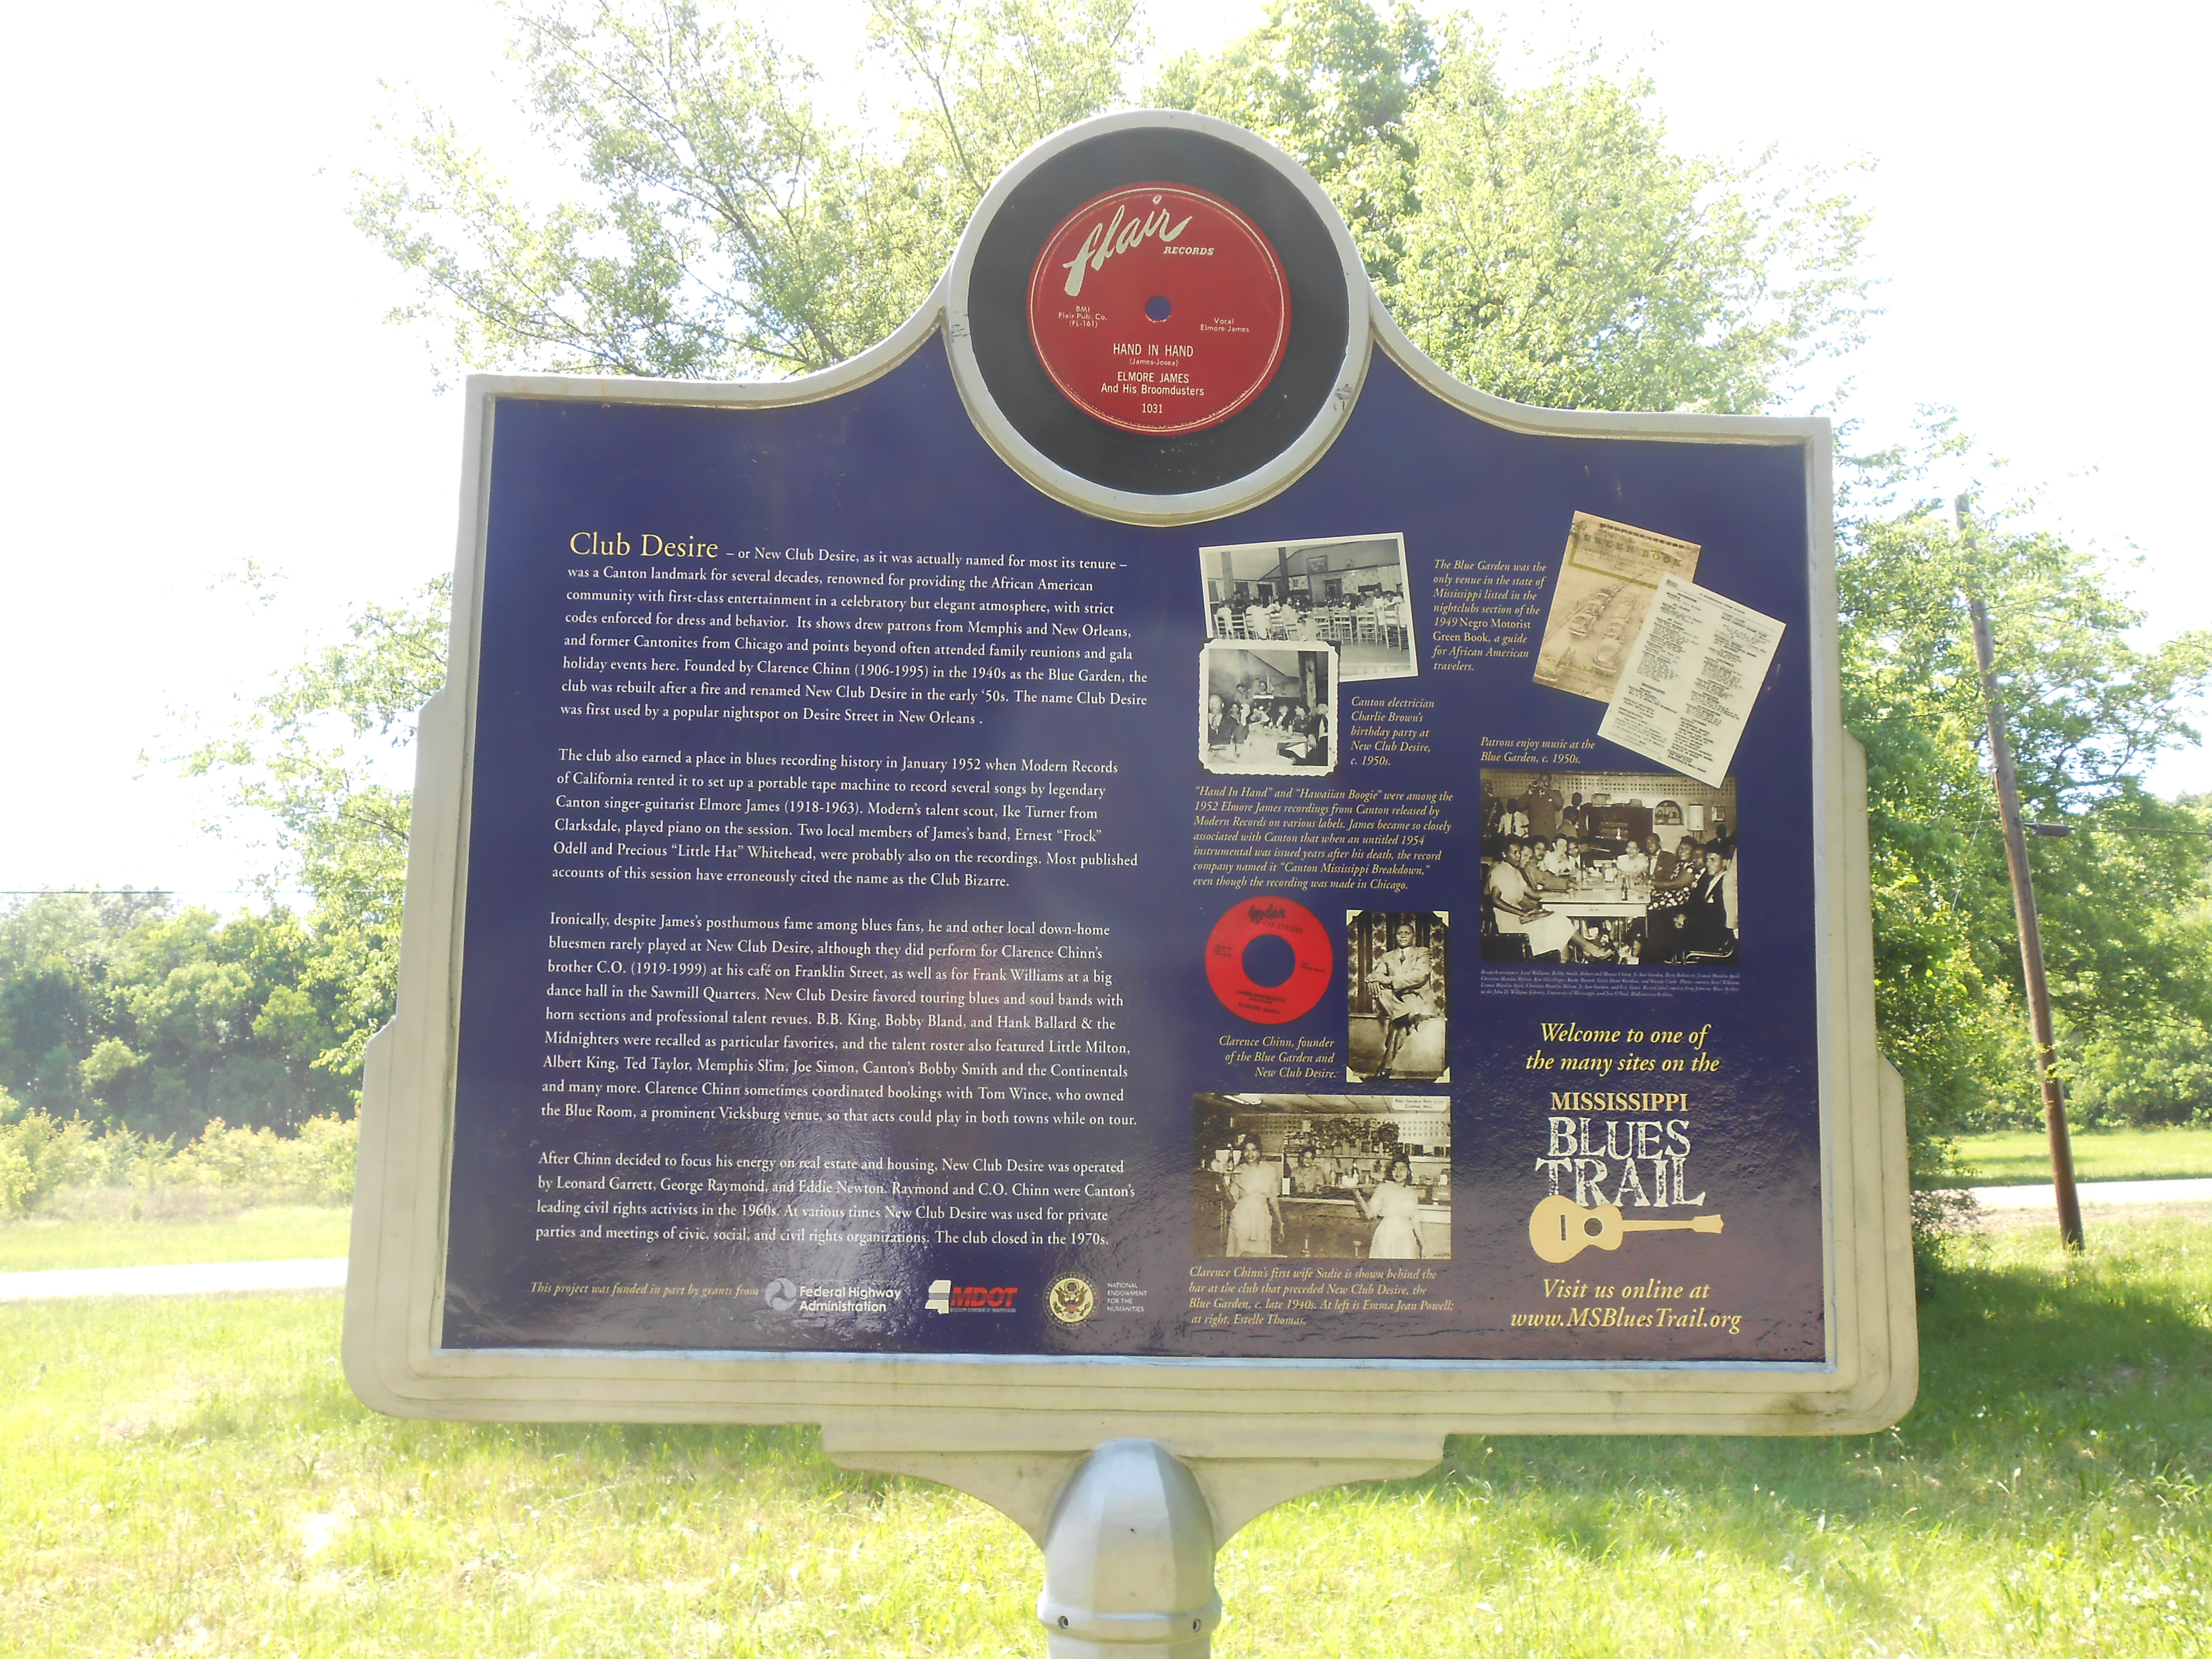 flair
RECORDS
BMI
Flair Pub. Co.
(FL-161)
Vocal
Elmore James
HAND IN HAND
(James-Josea)
ELMORE JAMES
And His Broomdusters
1031
Club Desire – or New Club Desire, as it was actually named for most its tenure –
was a Canton landmark for several decades, renowned for providing the African American
community with first-class entertainment in a celebratory but elegant atmosphere, with strict
codes enforced for dress and behavior. Its shows drew patrons from Memphis and New Orleans,
and former Cantonites from Chicago and points beyond often attended family reunions and gala
holiday events here. Founded by Clarence Chinn (1906-1995) in the 1940s as the Blue Garden, the
club was rebuilt after a fire and renamed New Club Desire in the early ‘50s. The name Club Desire
was first used by a popular nightspot on Desire Street in New Orleans .
The club also earned a place in blues recording history in January 1952 when Modern Records
of California rented it to set up a portable tape machine to record several songs by legendary
Canton singer-guitarist Elmore James (1918-1963). Modern’s talent scout, Ike Turner from
Clarksdale, played piano on the session. Two local members of James’s band, Ernest “Frock”
Odell and Precious “Little Hat” Whitehead, were probably also on the recordings. Most published
accounts of this session have erroneously cited the name as the Club Bizarre.
Ironically, despite James’s posthumous fame among blues fans, he and other local down-home
bluesmen rarely played at New Club Desire, although they did perform for Clarence Chinn’s
brother C.O. (1919-1999) at his café on Franklin Street, as well as for Frank Williams at a big
dance hall in the Sawmill Quarters. New Club Desire favored touring blues and soul bands with
horn sections and professional talent revues. B.B. King, Bobby Bland, and Hank Ballard & the
Midnighters were recalled as particular favorites, and the talent roster also featured Little Milton,
Albert King, Ted Taylor, Memphis Slim, Joe Simon, Canton’s Bobby Smith and the Continentals
and many more. Clarence Chinn sometimes coordinated bookings with Tom Wince, who owned
the Blue Room, a prominent Vicksburg venue, so that acts could play in both towns while on tour.
After Chinn decided to focus his energy on real estate and housing, New Club Desire was operated
by Leonard Garrett, George Raymond, and Eddie Newton. Raymond and C.O. Chinn were Canton’s
leading civil rights activists in the 1960s. At various times New Club Desire was used for private
parties and meetings of civic, social, and civil rights organizations. The club closed in the 1970s.
This project was funded in part by grants from
Federal Highway
Administration
MDOT
NATIONAL
ENDOWMENT
FOR THE
HUMANITIES
The Blue Garden was the
only venue in the state of
Mississippi listed in the
nightclubs section of the
1949 Negro Motorist
Green Book, a guide
for African American
travelers.
GREEN BOOK
Canton electrician
Charlie Brown’s
birthday party at
New Club Desire,
c. 1950s.
Patrons enjoy music at the
Blue Garden, c. 1950s.
“Hand In Hand” and “Hawaiian Boogie” were among the
1952 Elmore James recordings from Canton released by
Modern Records on various labels. James became so closely
associated with Canton that when an untitled 1954
instrumental was issued years after his death, the record
company named it “Canton Mississippi Breakdown,”
even though the recording was made in Chicago.
Clarence Chinn, founder
of the Blue Garden and
New Club Desire.
Clarence Chinn’s first wife Sadie is shown behind the
bar at the club that preceded New Club Desire, the
Blue Garden, c. late 1940s. At left is Emma Jean Powell;
at right, Estelle Thomas.
Welcome to one of
the many sites on the
MISSISSIPPI
BLUES
TRAIL
Visit us online at
www.MSBluesTrail.org